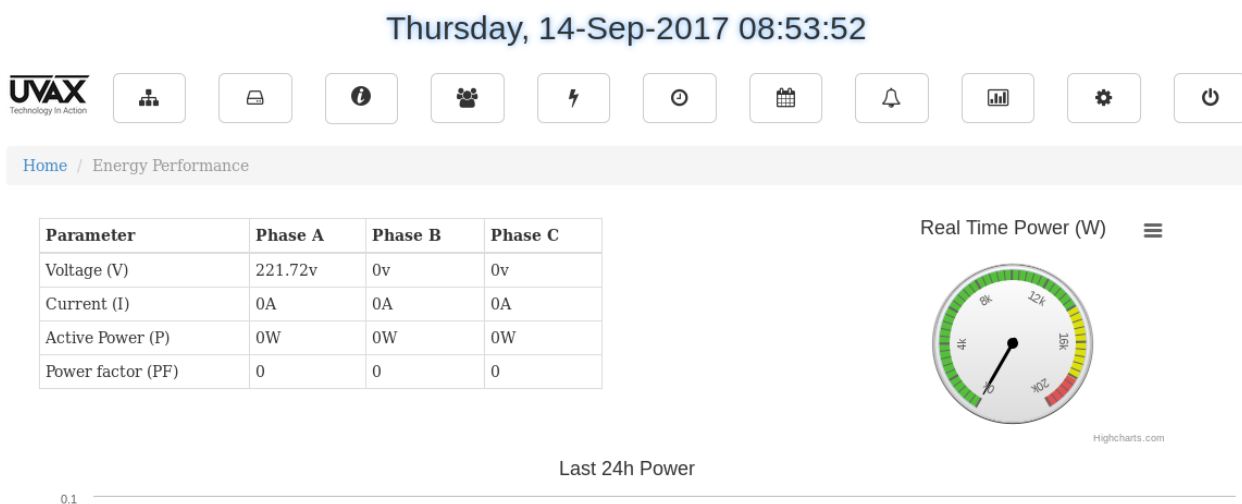 Thursday, 14-Sep-2017 08:53:52
UVAX
Technology In Action
Home / Energy Performance
Parameter Phase A Phase B Phase C
Voltage (V) 221.72v 0v 0v
Current (I) 0A 0A 0A
Active Power (P) 0W 0W 0W
Power factor (PF) 0 0 0
Real Time Power (W)
0k
4k
8k
12k
16k
20k
Highcharts.com
Last 24h Power
0.1